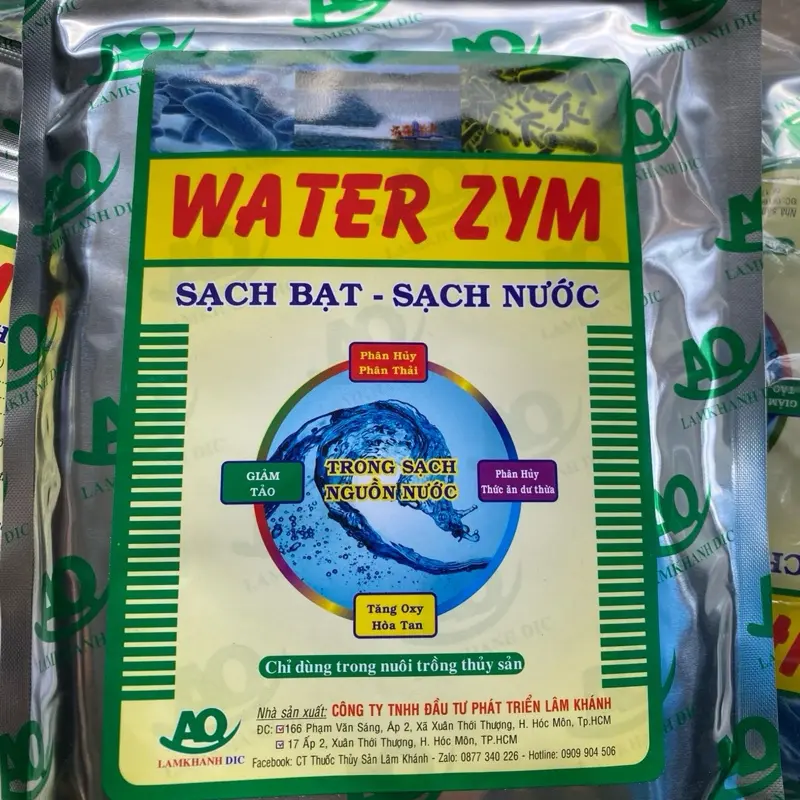 WATER ZYM
SẠCH BẠT - SẠCH NƯỚC
Phân Hủy
Phân Thải
GIẢM
TẢO
TRONG SẠCH
NGUỒN NƯỚC
Phân Hủy
Thức ăn dư thừa
Tăng Oxy
Hòa Tan
Chỉ dùng trong nuôi trồng thủy sản
AQ
LAMKHANH DIC
Nhà sản xuất: CÔNG TY TNHH ĐẦU TƯ PHÁT TRIỂN LÂM KHÁNH
ĐC: 166 Phạm Văn Sáng, Ấp 2, Xã Xuân Thới Thượng, H. Hóc Môn, Tp.HCM
17 Ấp 2, Xuân Thới Thượng, H. Hóc Môn, TP.HCM
Facebook: CT Thuốc Thủy Sản Lâm Khánh - Zalo: 0877 340 226 - Hotline: 0909 904 506